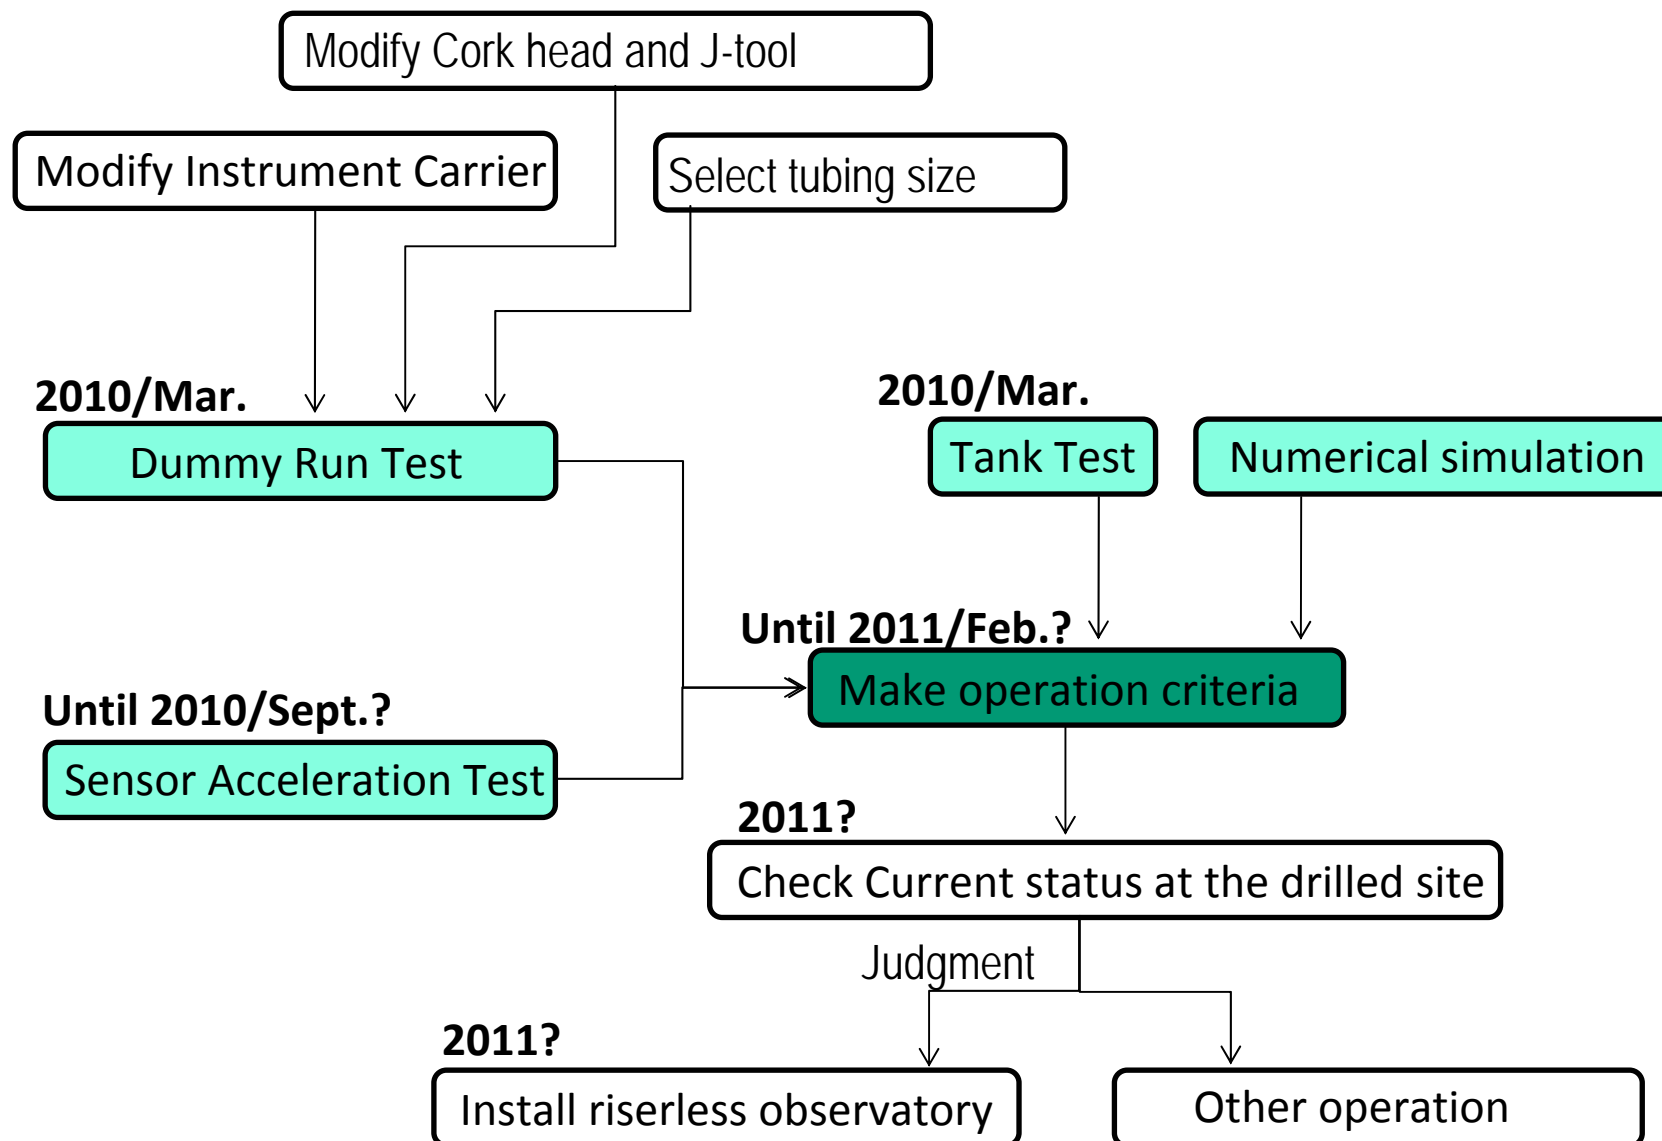 Modify Cork head and J-tool
Modify Instrument Carrier
Select tubing size
2010/Mar.
Dummy Run Test
2010/Mar.
Tank Test
Numerical simulation
Until 2011/Feb.?
Make operation criteria
Until 2010/Sept.?
Sensor Acceleration Test
2011?
Check Current status at the drilled site
Judgment
2011?
Install riserless observatory
Other operation